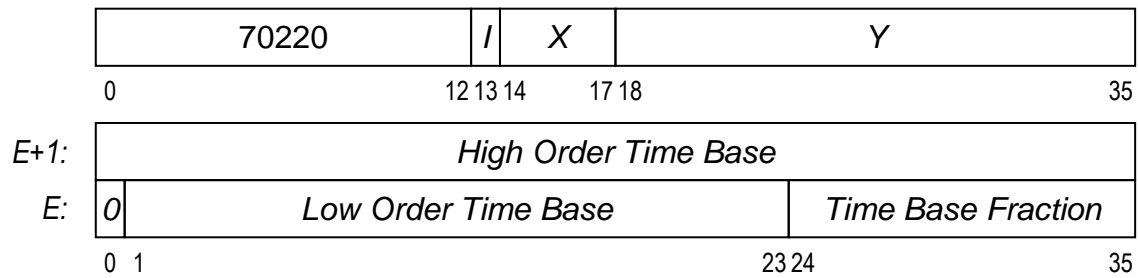 70220 I X Y
0 12 13 14 17 18 35
E+1: High Order Time Base
E: 0 Low Order Time Base Time Base Fraction
0 1 23 24 35